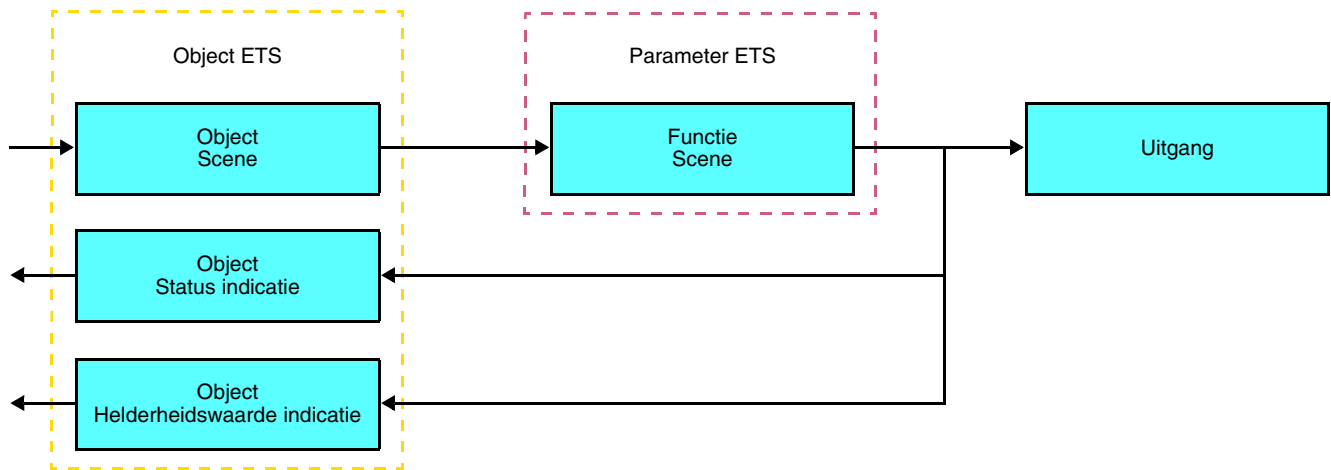 Object ETS
Parameter ETS
Object
Scene
Functie
Scene
Uitgang
Object
Status indicatie
Object
Helderheidswaarde indicatie